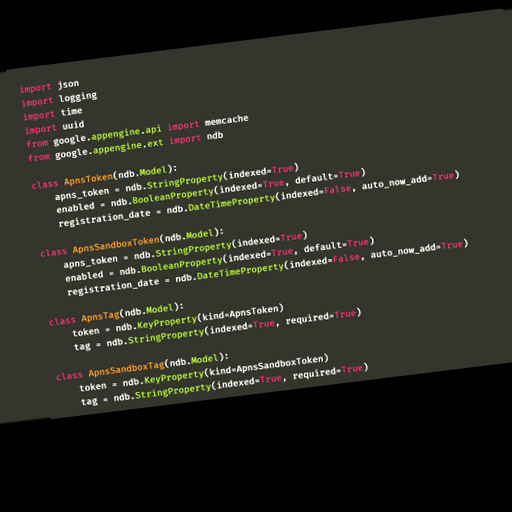 import json
import logging
import time
import uuid
from google.appengine.api import memcache
from google.appengine.ext import ndb
class ApnsToken(ndb.Model):
apns_token = ndb.StringProperty(indexed=True)
enabled = ndb.BooleanProperty(indexed=True, default=True)
registration_date = ndb.DateTimeProperty(indexed=False, auto_now_add=True)
class ApnsSandboxToken(ndb.Model):
apns_token = ndb.StringProperty(indexed=True)
enabled = ndb.BooleanProperty(indexed=True, default=True)
registration_date = ndb.DateTimeProperty(indexed=False, auto_now_add=True)
class ApnsTag(ndb.Model):
token = ndb.KeyProperty(kind=ApnsToken)
tag = ndb.StringProperty(indexed=True, required=True)
class ApnsSandboxTag(ndb.Model):
token = ndb.KeyProperty(kind=ApnsSandboxToken)
tag = ndb.StringProperty(indexed=True, required=True)